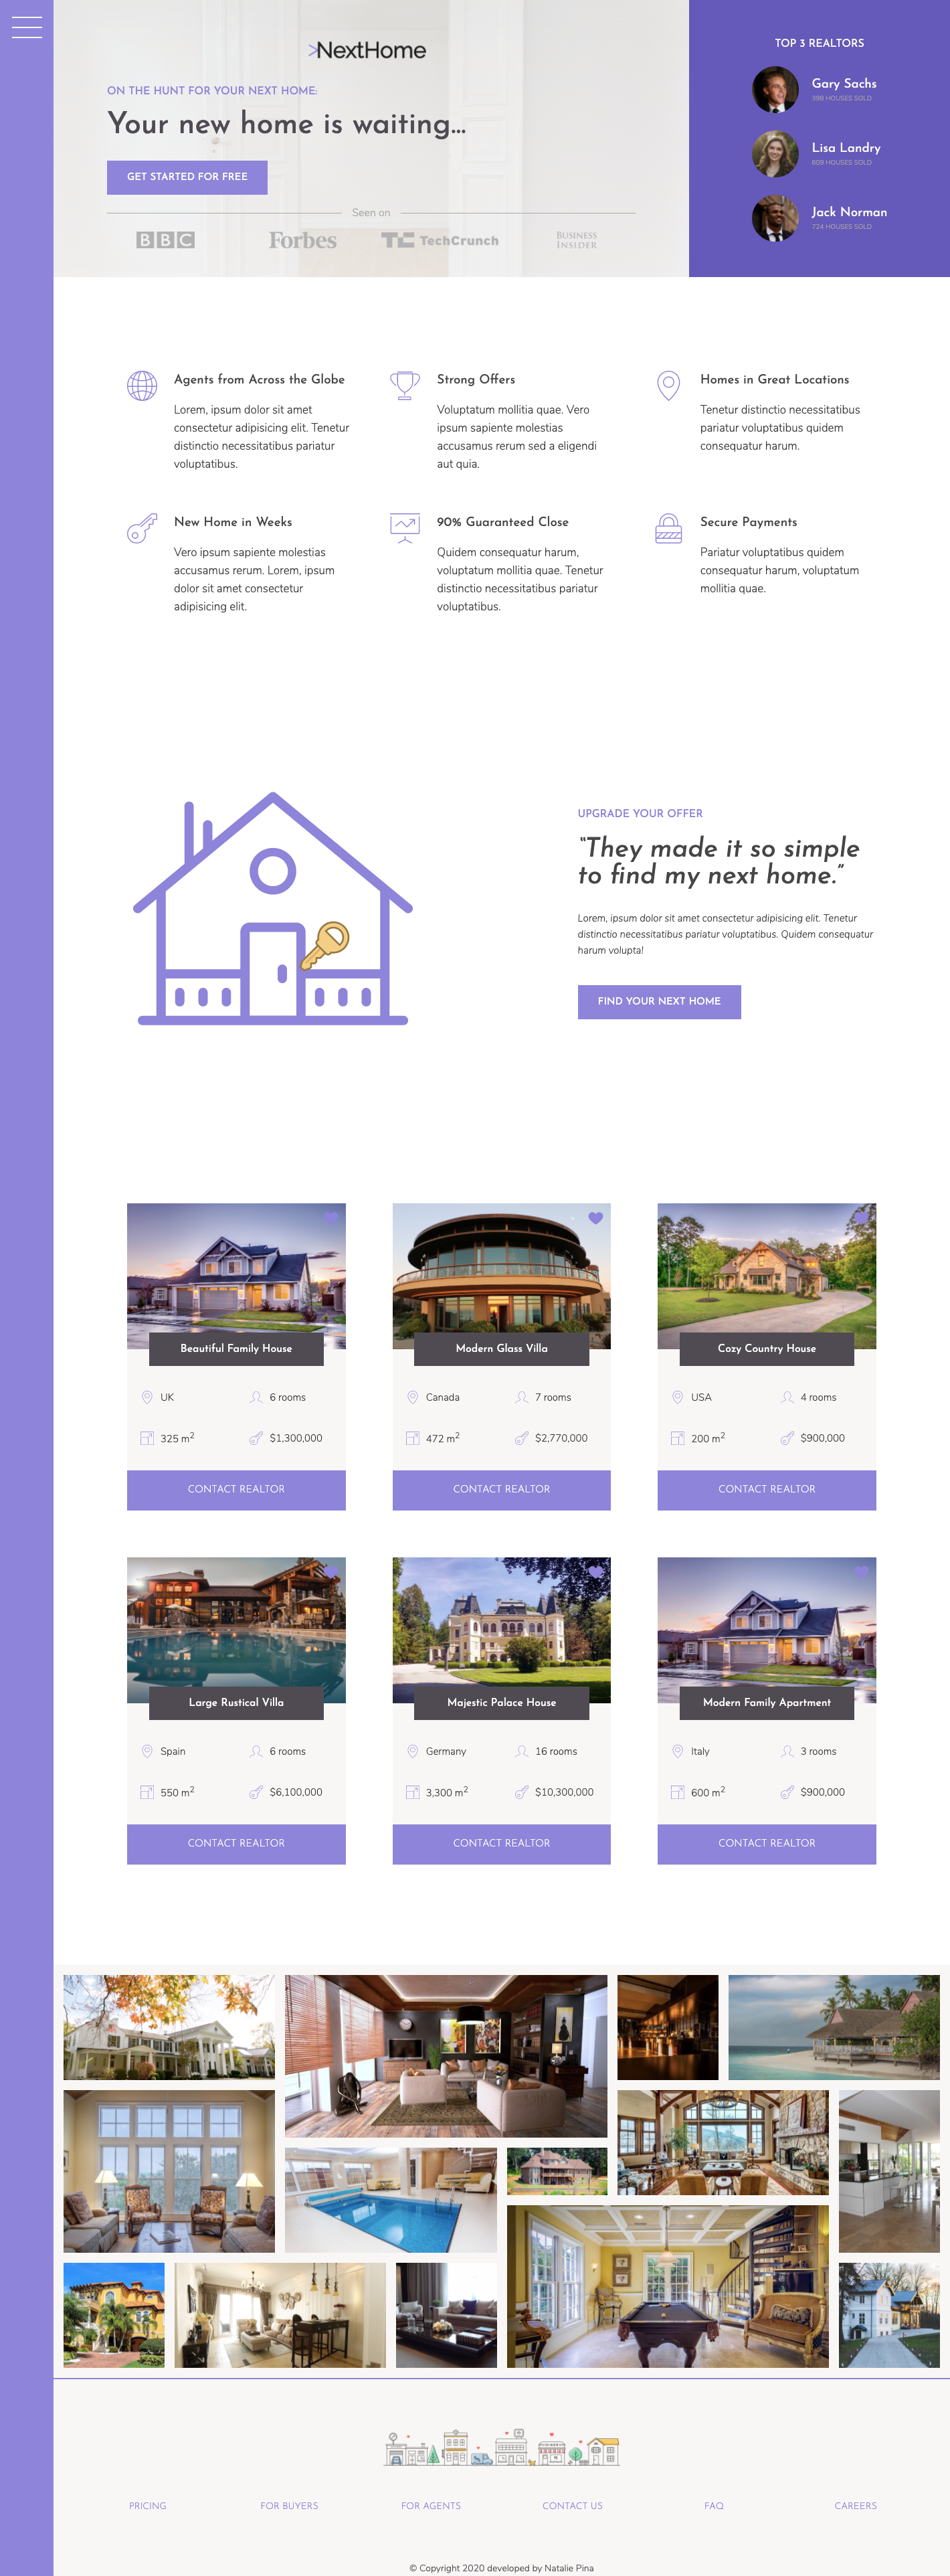 >NextHome
ON THE HUNT FOR YOUR NEXT HOME:
Your new home is waiting...
GET STARTED FOR FREE
Seen on
BBC
Forbes
TC TechCrunch
BUSINESS
INSIDER
TOP 3 REALTORS
Gary Sachs
398 HOUSES SOLD
Lisa Landry
609 HOUSES SOLD
Jack Norman
724 HOUSES SOLD
Agents from Across the Globe
Lorem, ipsum dolor sit amet
consectetur adipisicing elit. Tenetur
distinctio necessitatibus pariatur
voluptatibus.
Strong Offers
Voluptatum mollitia quae. Vero
ipsum sapiente molestias
accusamus rerum sed a eligendi
aut quia.
Homes in Great Locations
Tenetur distinctio necessitatibus
pariatur voluptatibus quidem
consequatur harum.
New Home in Weeks
Vero ipsum sapiente molestias
accusamus rerum. Lorem, ipsum
dolor sit amet consectetur
adipisicing elit.
90% Guaranteed Close
Quidem consequatur harum,
voluptatum mollitia quae. Tenetur
distinctio necessitatibus pariatur
voluptatibus.
Secure Payments
Pariatur voluptatibus quidem
consequatur harum, voluptatum
mollitia quae.
UPGRADE YOUR OFFER
“They made it so simple
to find my next home.”
Lorem, ipsum dolor sit amet consectetur adipisicing elit. Tenetur
distinctio necessitatibus pariatur voluptatibus. Quidem consequatur
harum volupta!
FIND YOUR NEXT HOME
Beautiful Family House
UK
6 rooms
325 m²
$1,300,000
CONTACT REALTOR
Modern Glass Villa
Canada
7 rooms
472 m²
$2,770,000
CONTACT REALTOR
Cozy Country House
USA
4 rooms
200 m²
$900,000
CONTACT REALTOR
Large Rustical Villa
Spain
6 rooms
550 m²
$6,100,000
CONTACT REALTOR
Majestic Palace House
Germany
16 rooms
3,300 m²
$10,300,000
CONTACT REALTOR
Modern Family Apartment
Italy
3 rooms
600 m²
$900,000
CONTACT REALTOR
PRICING
FOR BUYERS
FOR AGENTS
CONTACT US
FAQ
CAREERS
© Copyright 2020 developed by Natalie Pina